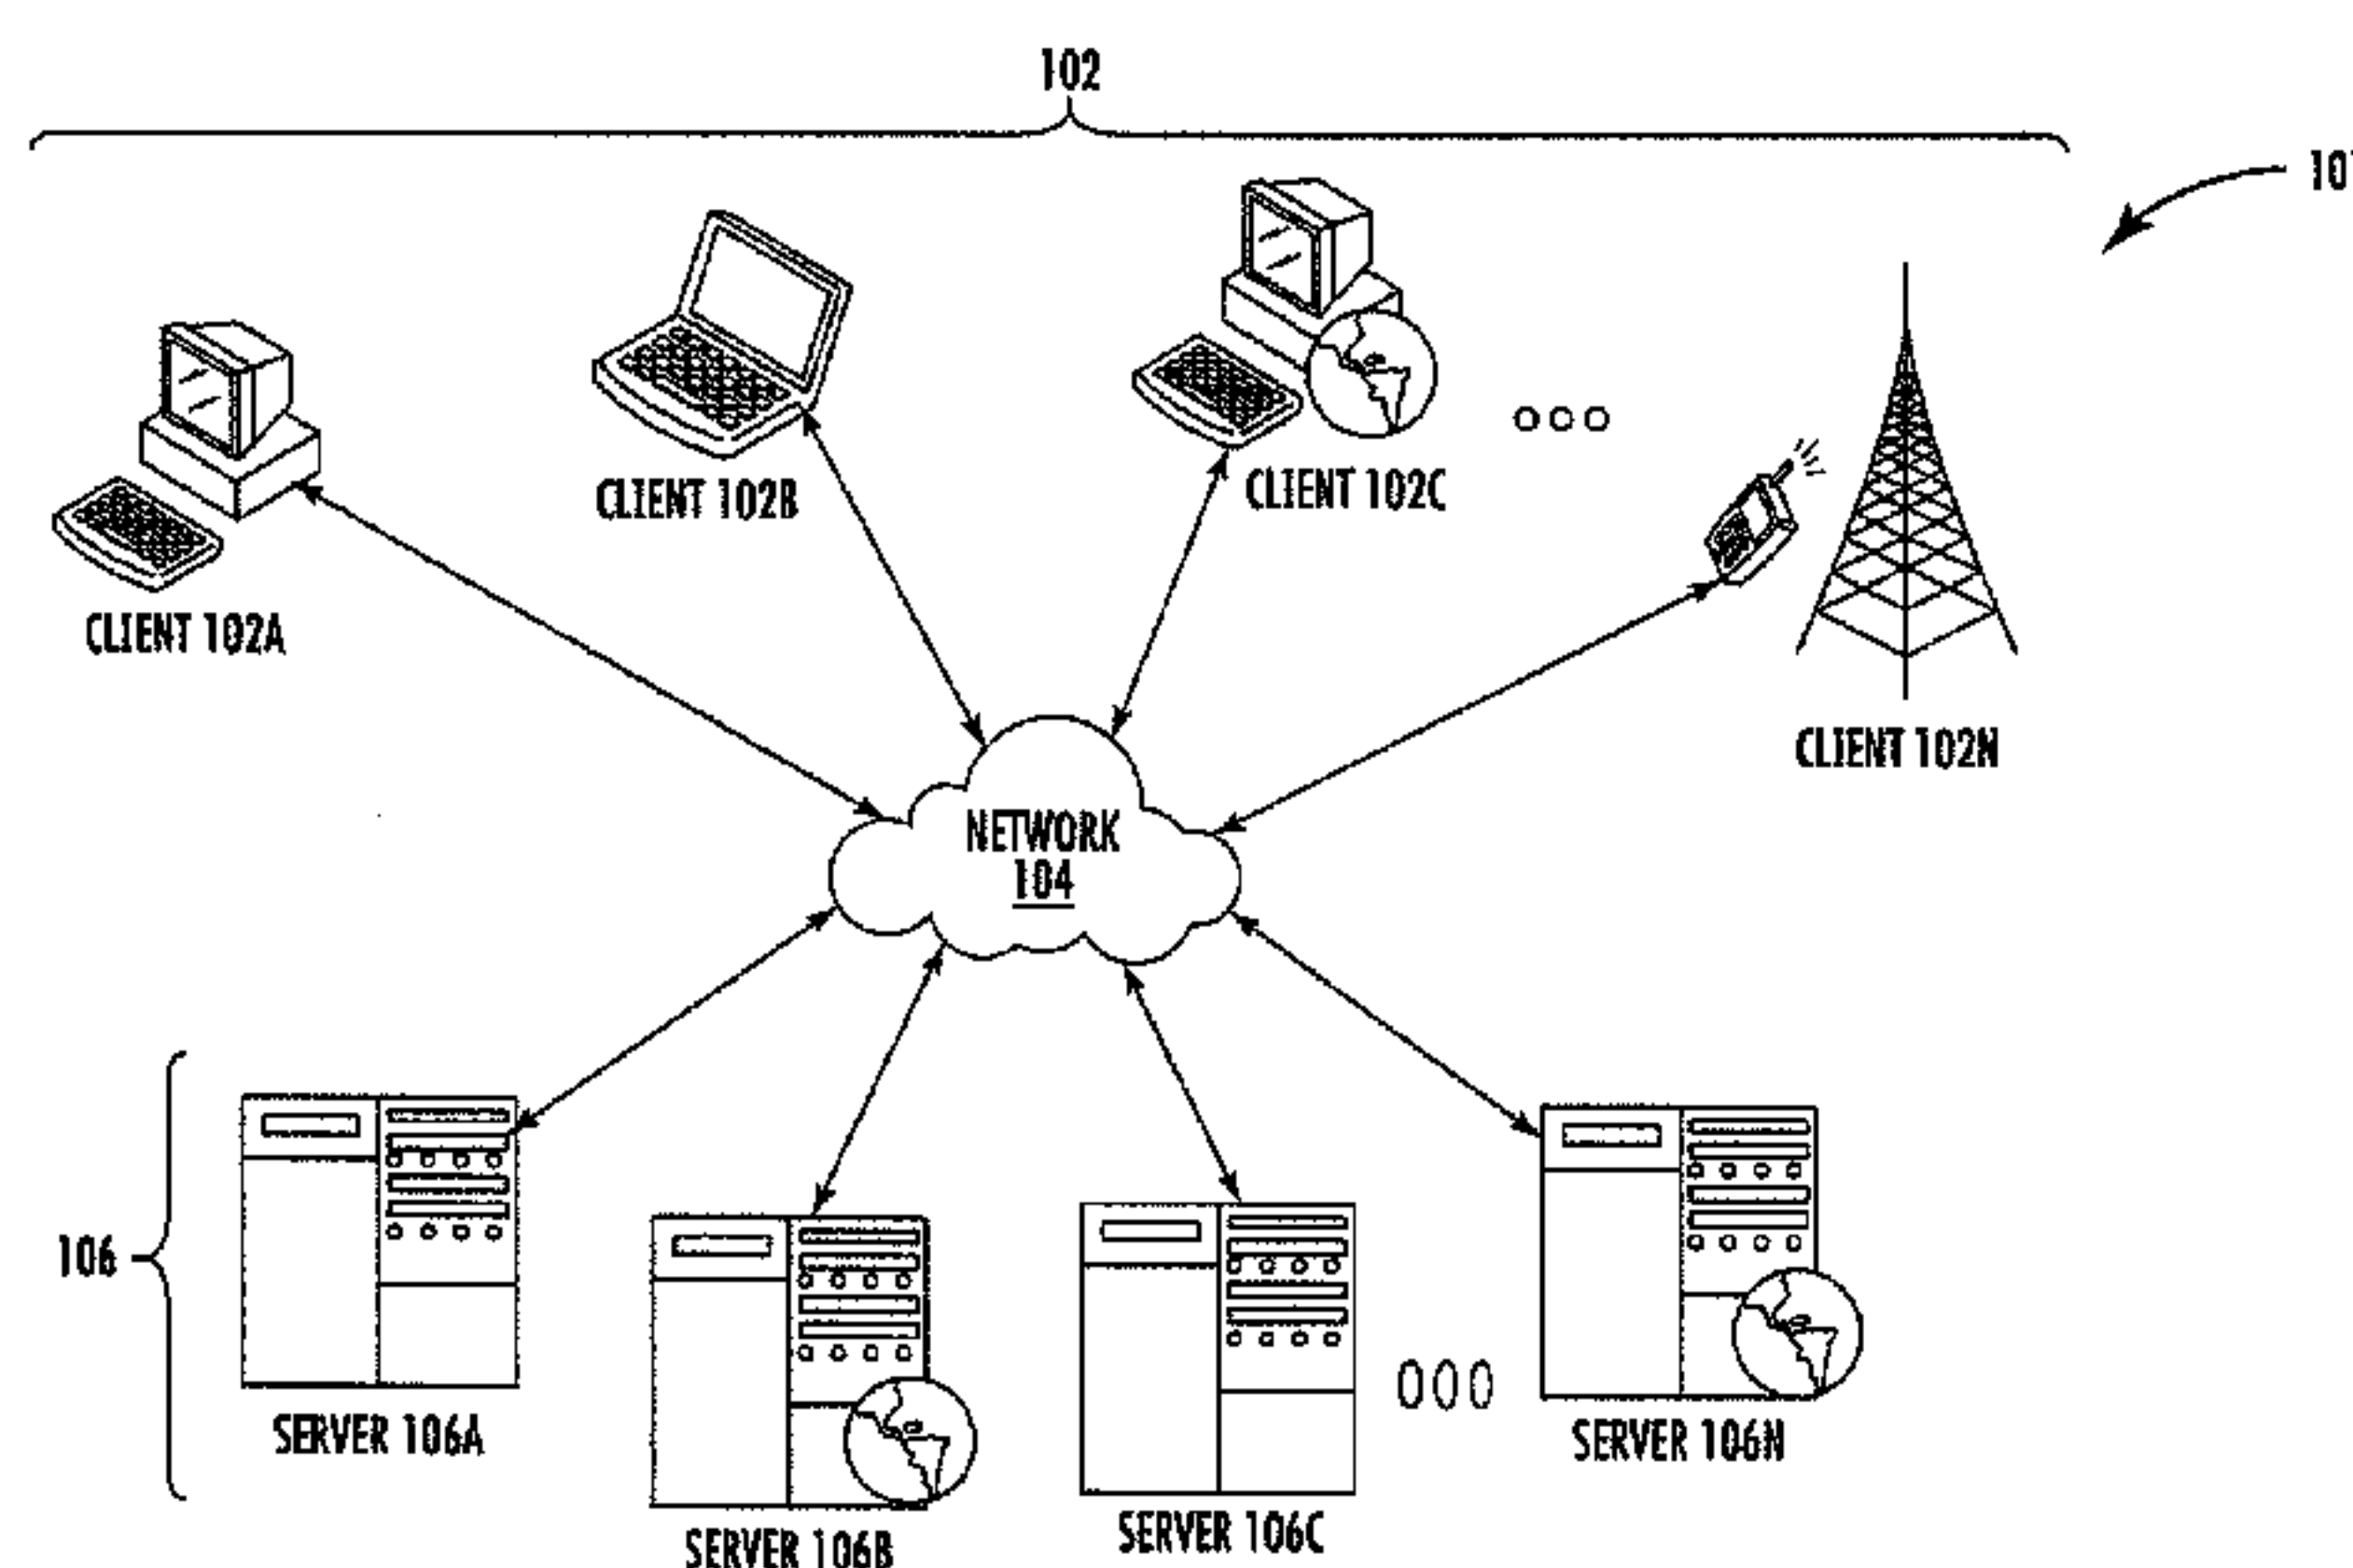 102
CLIENT 102A
CLIENT 102B
CLIENT 102C
CLIENT 102N
NETWORK
104
106
SERVER 106A
SERVER 106B
SERVER 106C
SERVER 106N